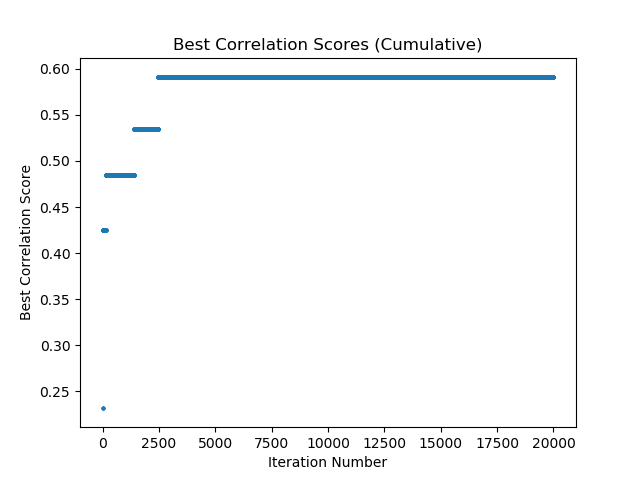 Best Correlation Scores (Cumulative)
0.60
0.55
0.50
0.45
0.40
0.35
0.30
0.25
Best Correlation Score
0 2500 5000 7500 10000 12500 15000 17500 20000
Iteration Number